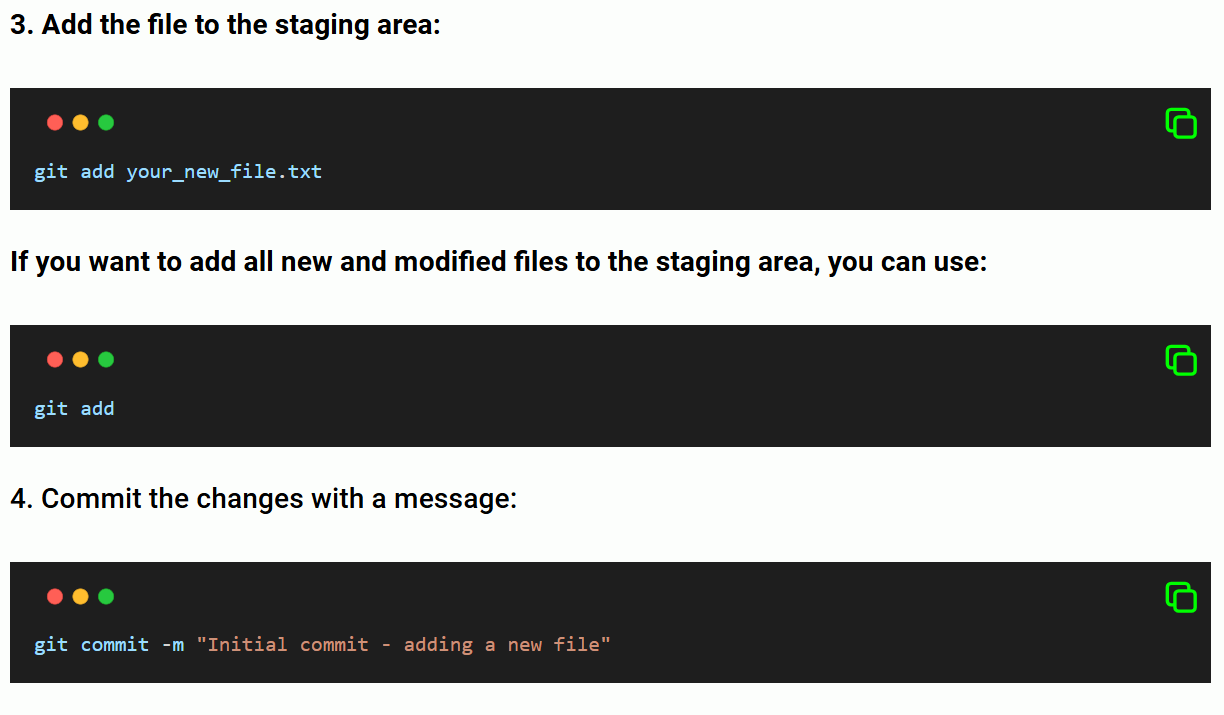 3. Add the file to the staging area:
git add your_new_file.txt
If you want to add all new and modified files to the staging area, you can use:
git add
4. Commit the changes with a message:
git commit -m "Initial commit - adding a new file"